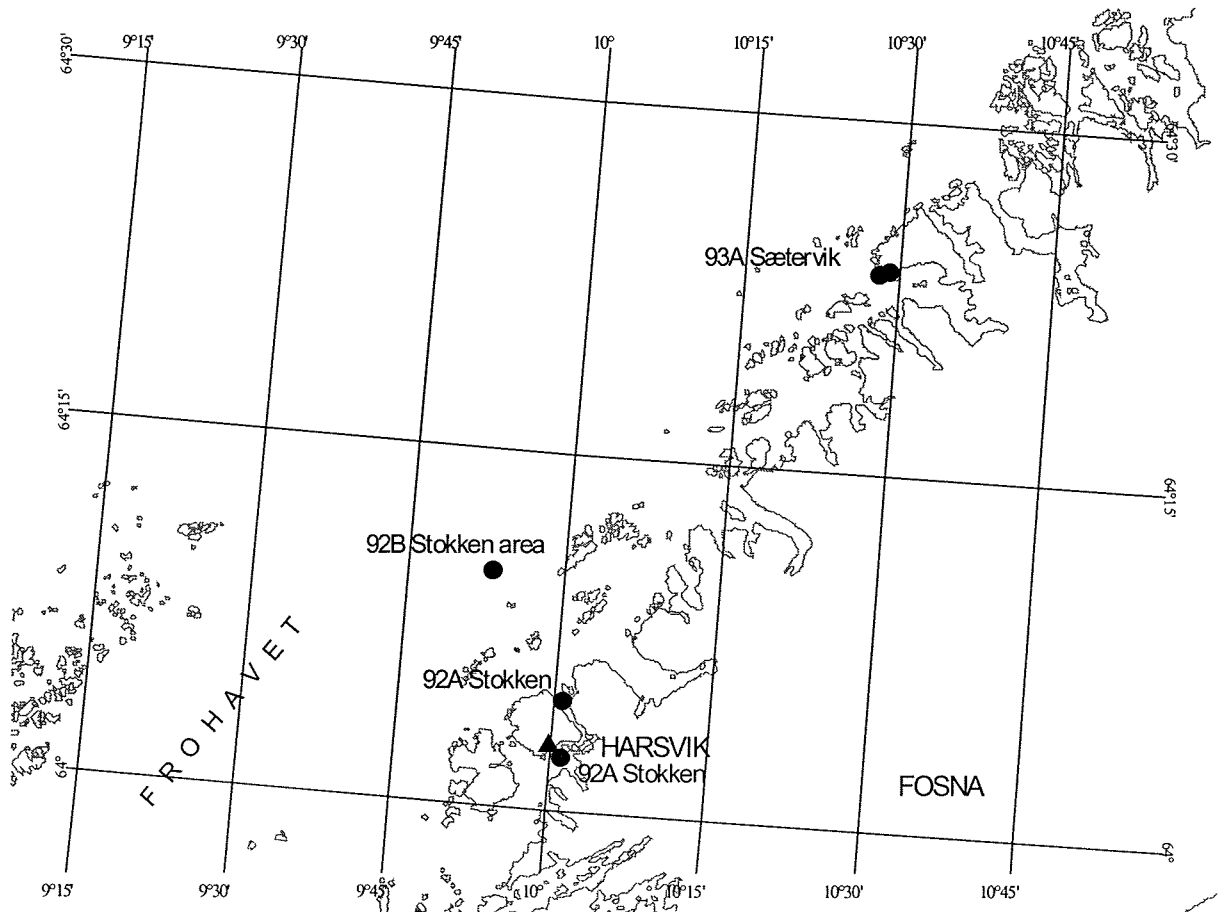 9°15' 9°30' 9°45' 10° 10°15' 10°30' 10°45'
64°30'
4°30'
93A Sætervik
64°15'
64°15'
92B Stokken area
92A Stokken
HARSVIK
92A Stokken
FROHAVET
FOSNA
64°
64°
9°15' 9°30' 9°45' 10° 10°15' 10°30' 10°45'